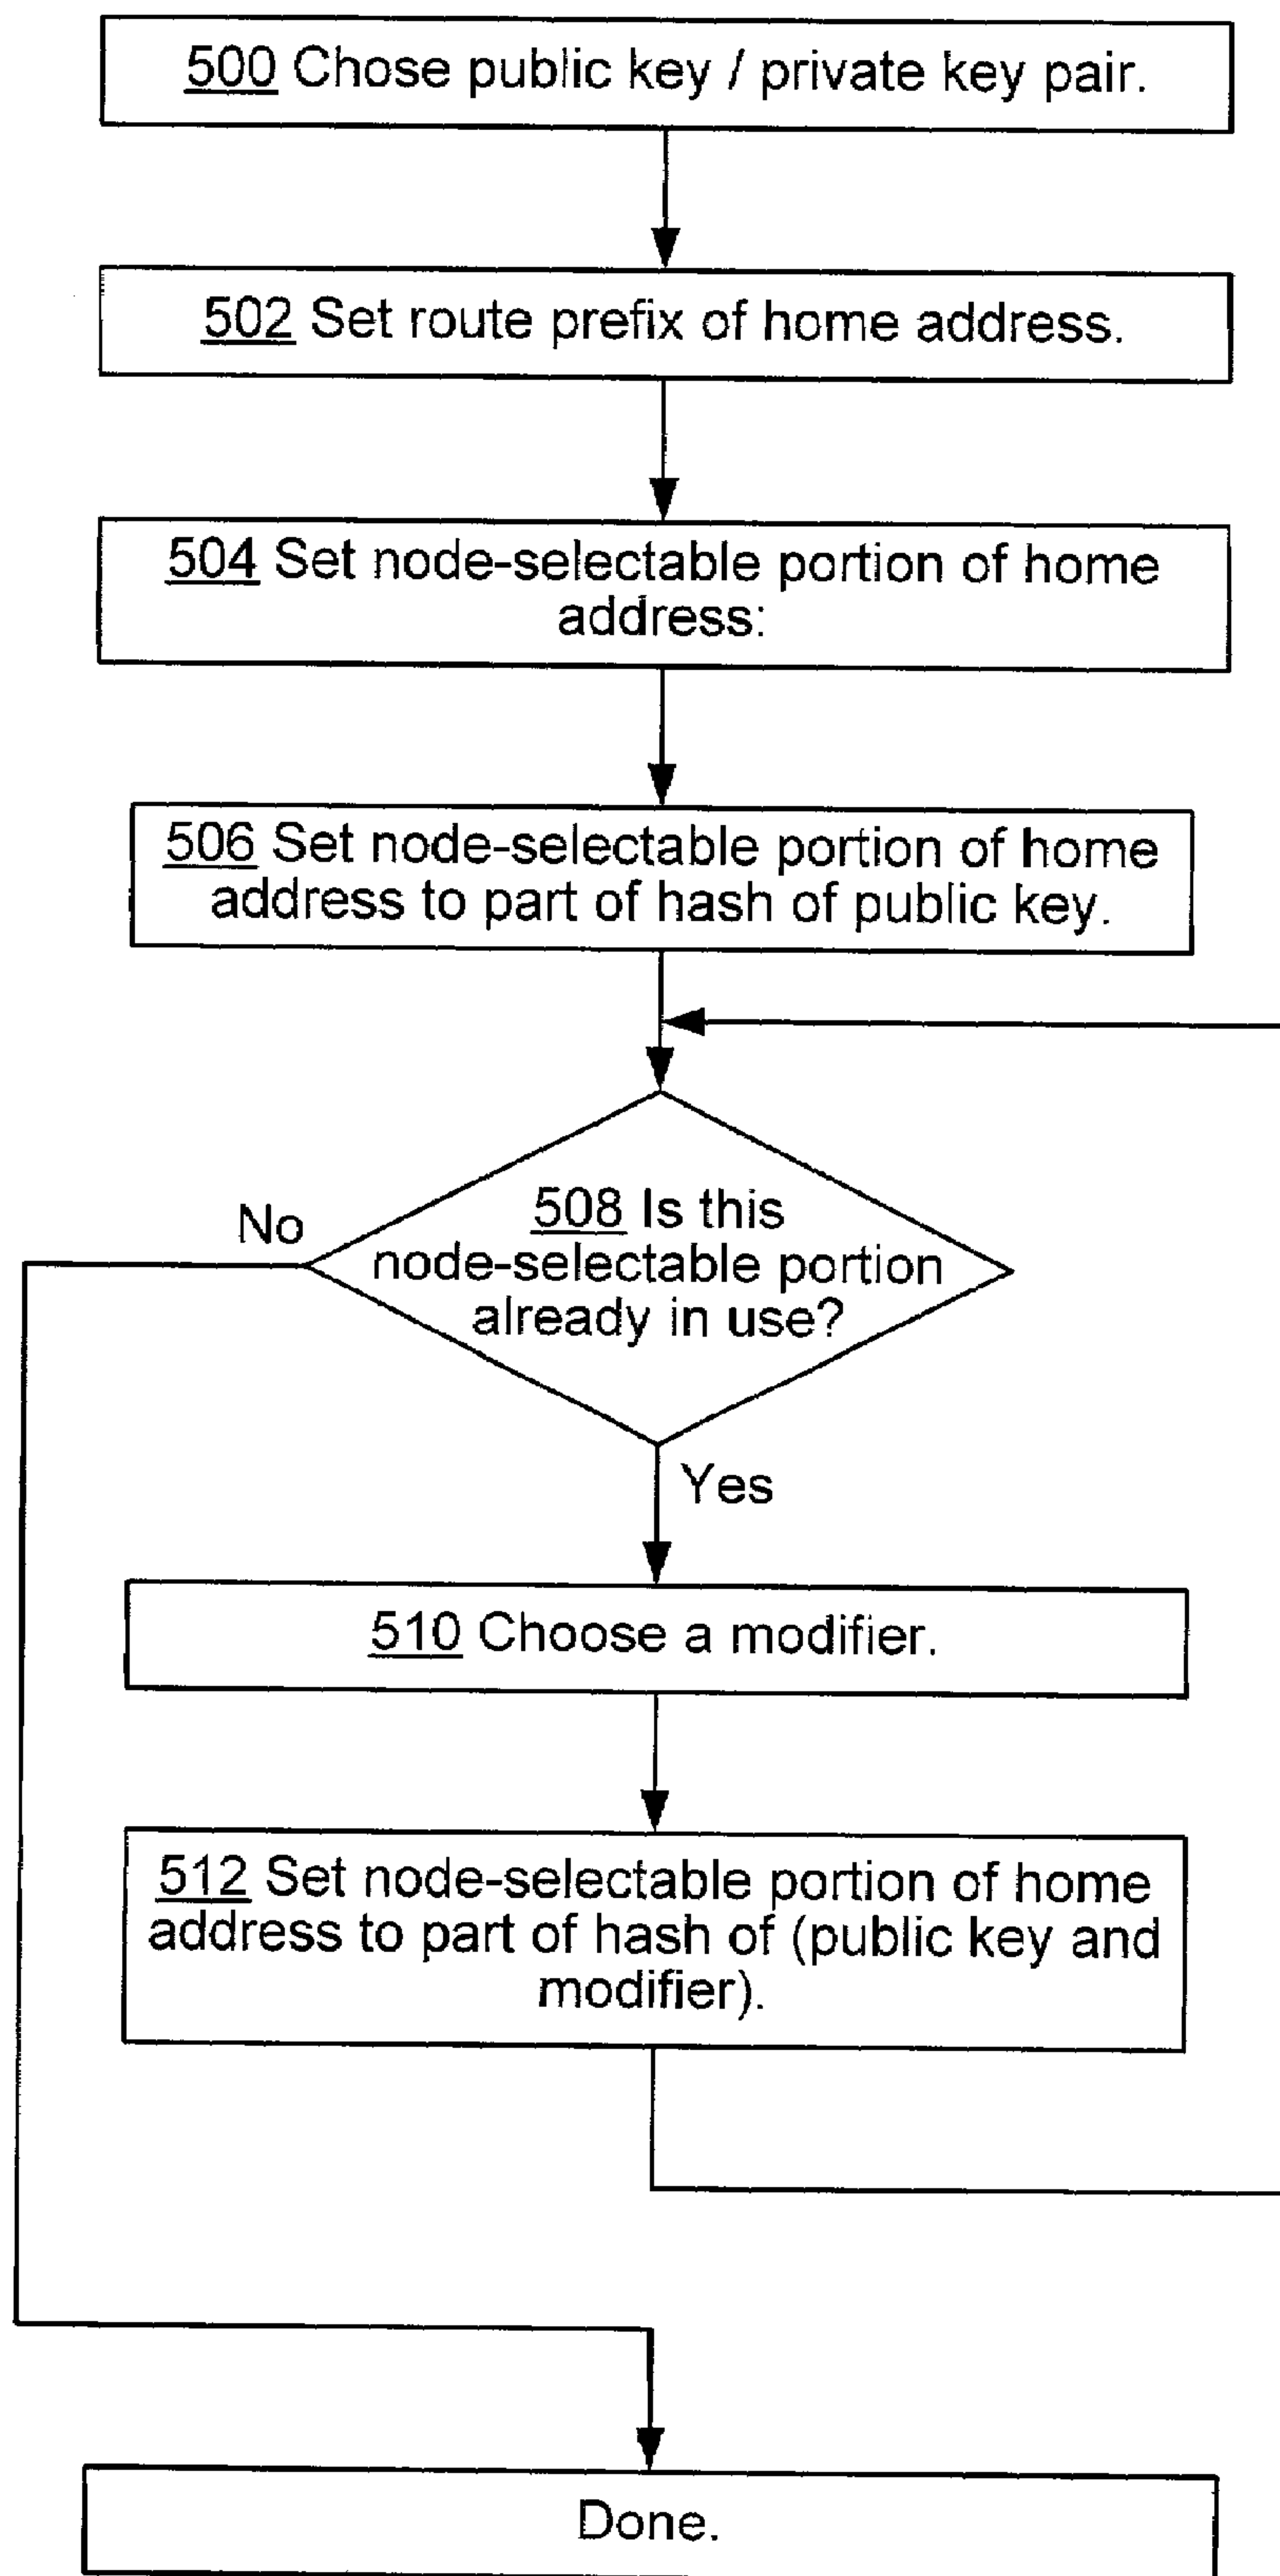 500 Chose public key / private key pair.
502 Set route prefix of home address.
504 Set node-selectable portion of home
address:
506 Set node-selectable portion of home
address to part of hash of public key.
No
508 Is this
node-selectable portion
already in use?
Yes
510 Choose a modifier.
512 Set node-selectable portion of home
address to part of hash of (public key and
modifier).
Done.